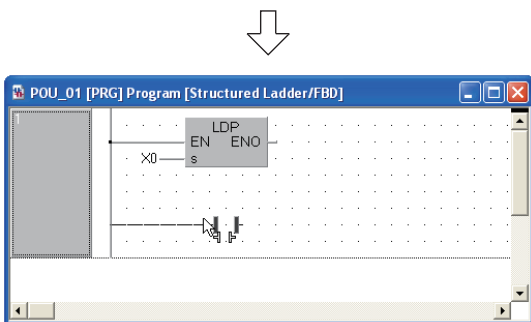 POU_01 [PRG] Program [Structured Ladder/FBD]
1
LDP
EN ENO
X0 s